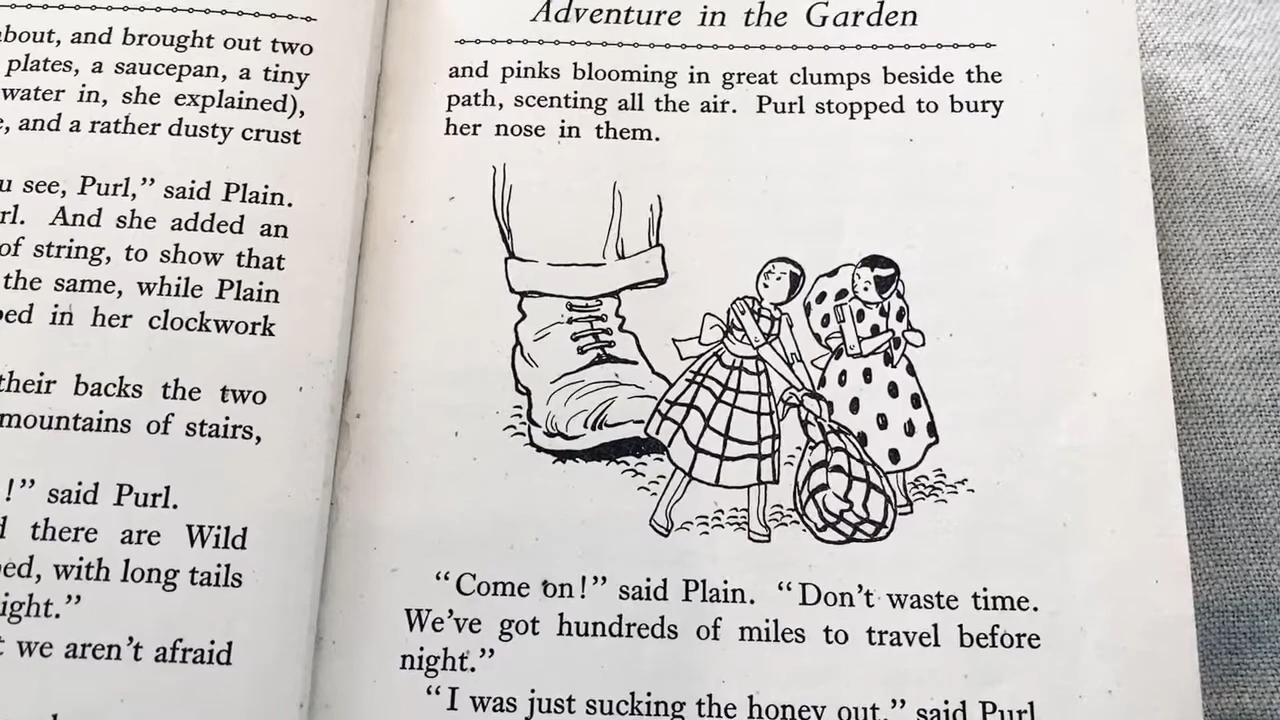 bout, and brought out two
plates, a saucepan, a tiny
water in, she explained),
, and a rather dusty crust
u see, Purl,” said Plain.
rl. And she added an
of string, to show that
the same, while Plain
ped in her clockwork
their backs the two
mountains of stairs,
!” said Purl.
there are Wild
ed, with long tails
ight.”
we aren’t afraid
Adventure in the Garden
and pinks blooming in great clumps beside the
path, scenting all the air. Purl stopped to bury
her nose in them.
“Come on!” said Plain. “Don’t waste time.
We’ve got hundreds of miles to travel before
night.”
“I was just sucking the honey out,” said Purl